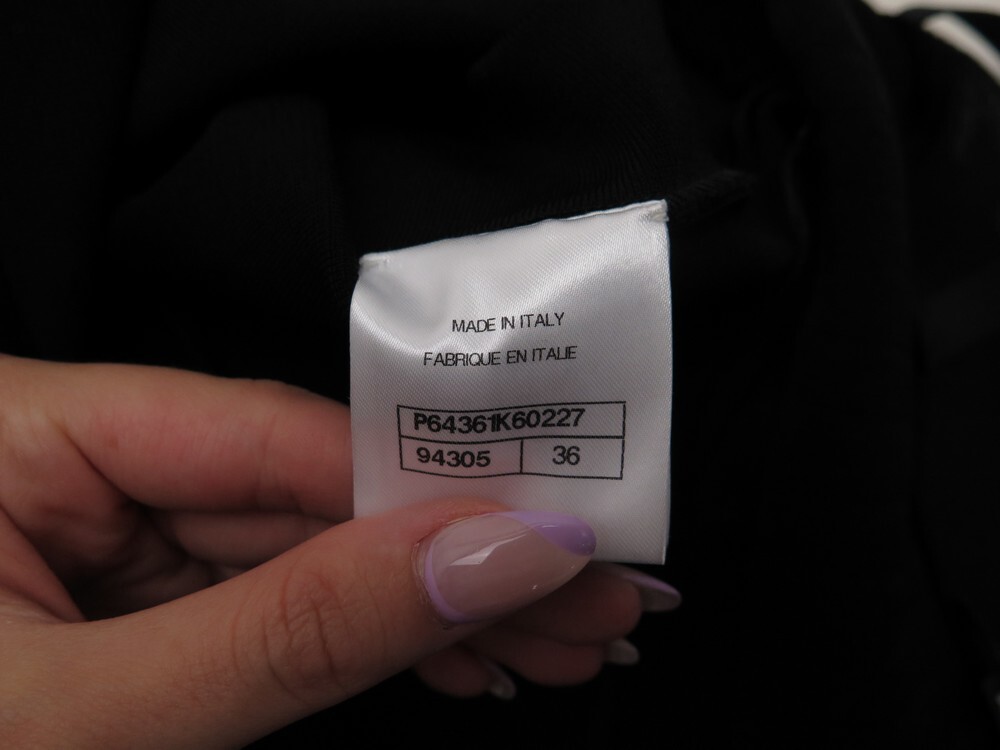 MADE IN ITALY
FABRIQUE EN ITALIE
P64361K60227
94305 36